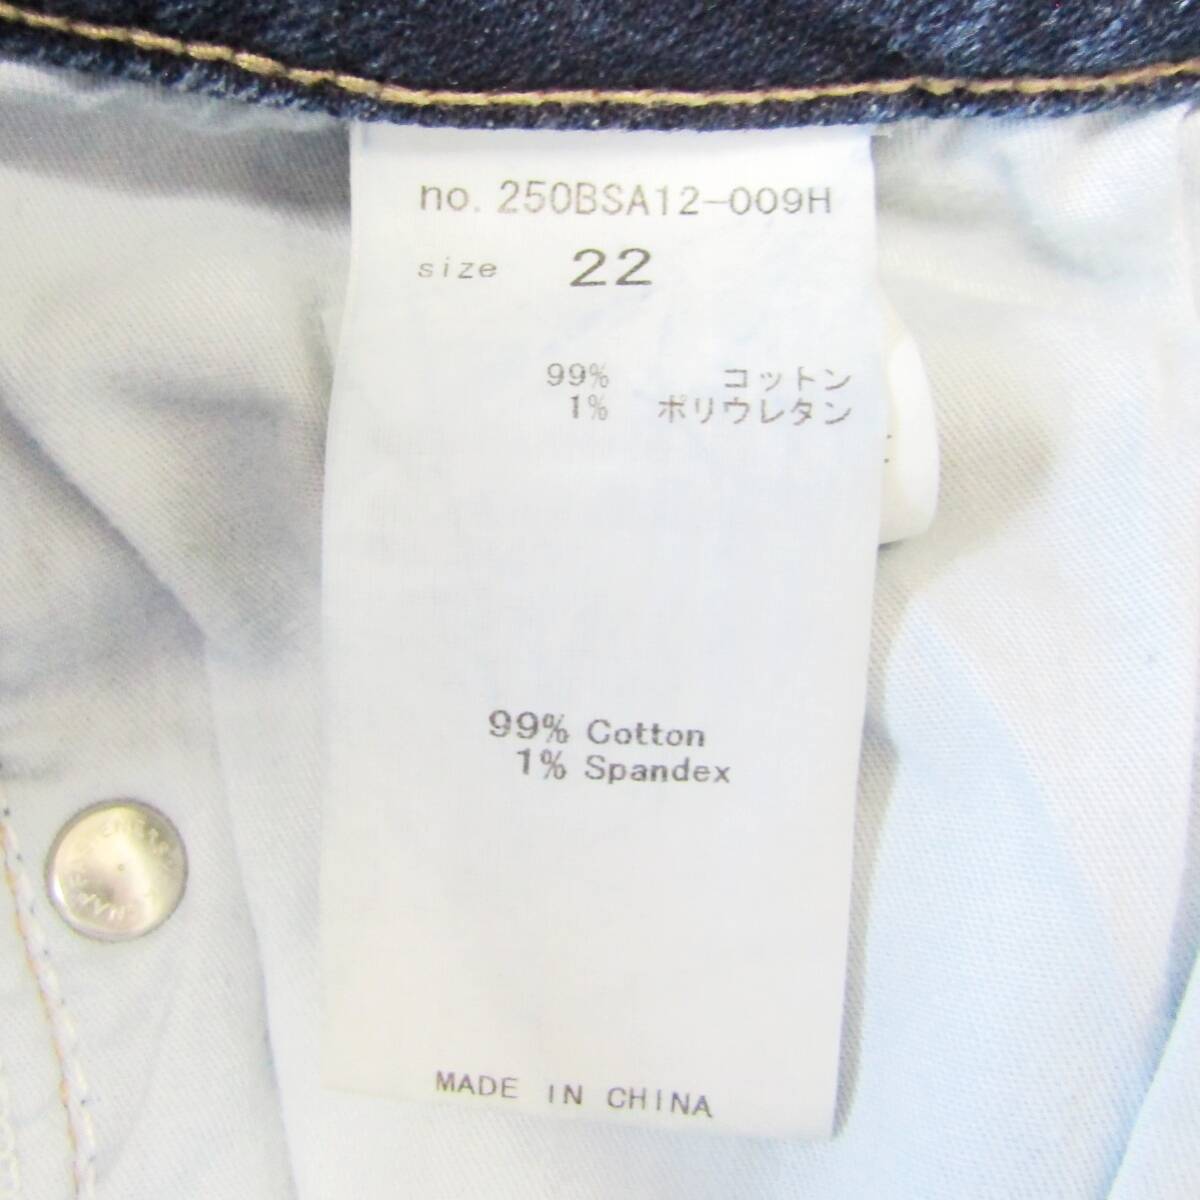 no. 250BSA12-009H
size 22
99% コットン
1% ポリウレタン
99% Cotton
1% Spandex
MADE IN CHINA